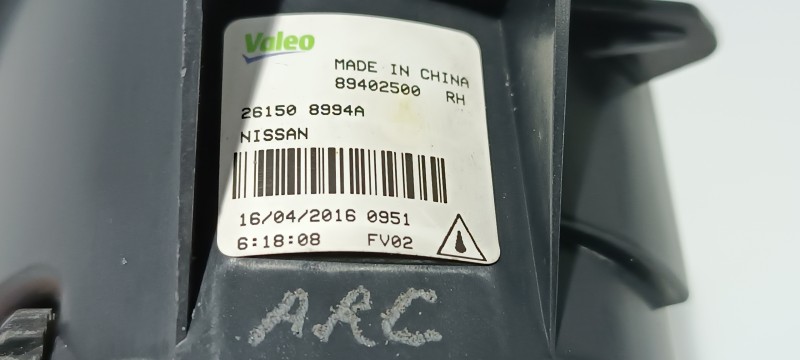 Valeo
MADE IN CHINA
89402500 RH
26150 8994A
NISSAN
16/04/2016 0951
6:18:08 FV02
ARC